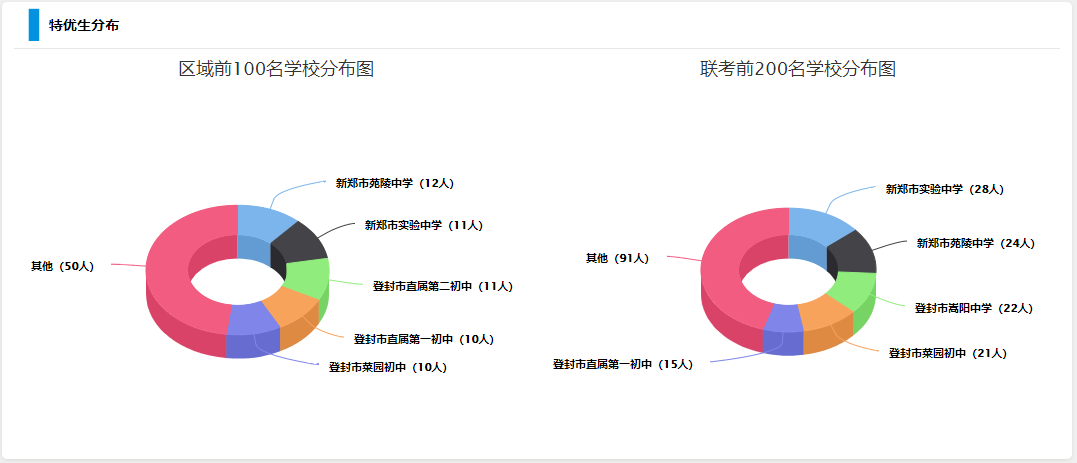 特优生分布
区域前100名学校分布图
新郑市苑陵中学（12人）
新郑市实验中学（11人）
登封市直属第二初中（11人）
登封市直属第一初中（10人）
登封市菜园初中（10人）
其他（50人）
联考前200名学校分布图
新郑市实验中学（28人）
新郑市苑陵中学（24人）
登封市嵩阳中学（22人）
登封市菜园初中（21人）
登封市直属第一初中（15人）
其他（91人）